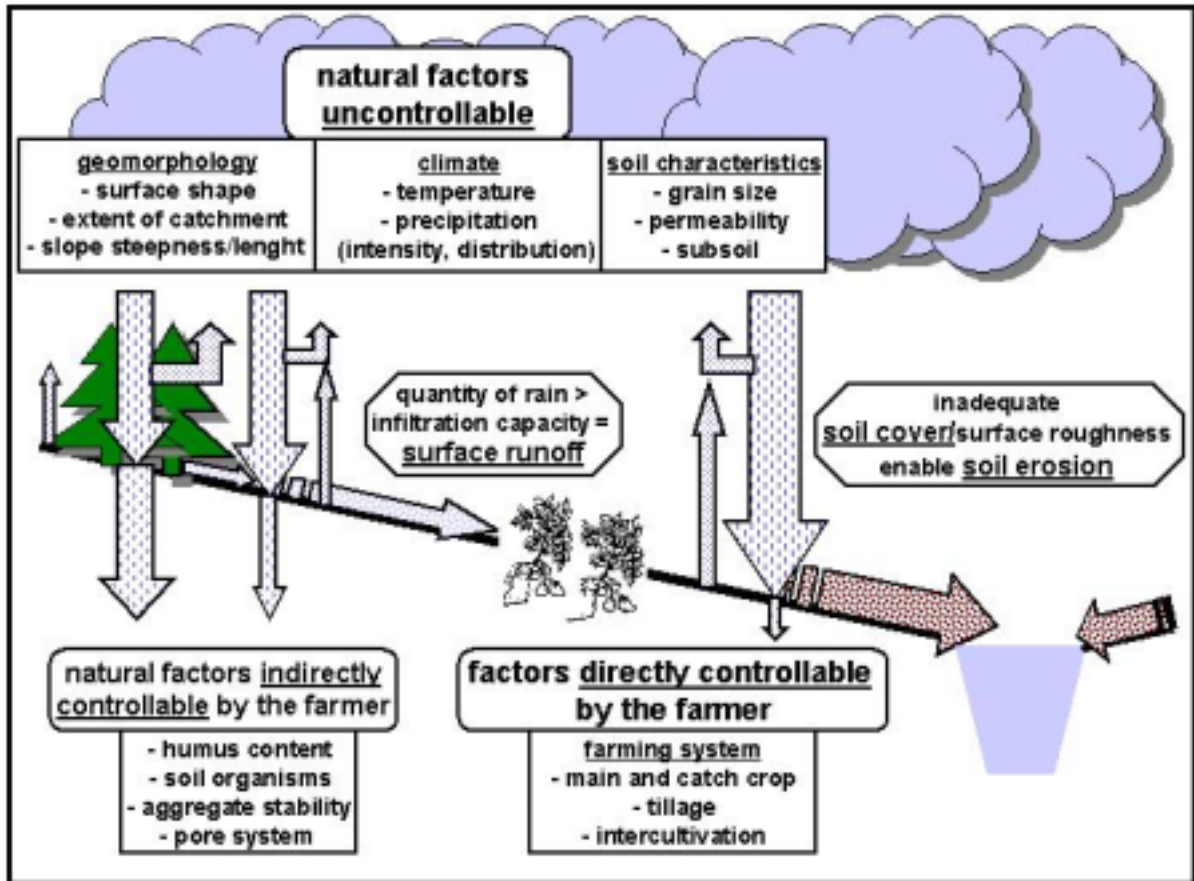 natural factors
uncontrollable
geomorphology
- surface shape
- extent of catchment
- slope steepness/lenght
climate
- temperature
- precipitation
(intensity, distribution)
soil characteristics
- grain size
- permeability
- subsoil
quantity of rain >
infiltration capacity =
surface runoff
inadequate
soil cover/surface roughness
enable soil erosion
natural factors indirectly
controllable by the farmer
- humus content
- soil organisms
- aggregate stability
- pore system
factors directly controllable
by the farmer
farming system
- main and catch crop
- tillage
- intercultivation